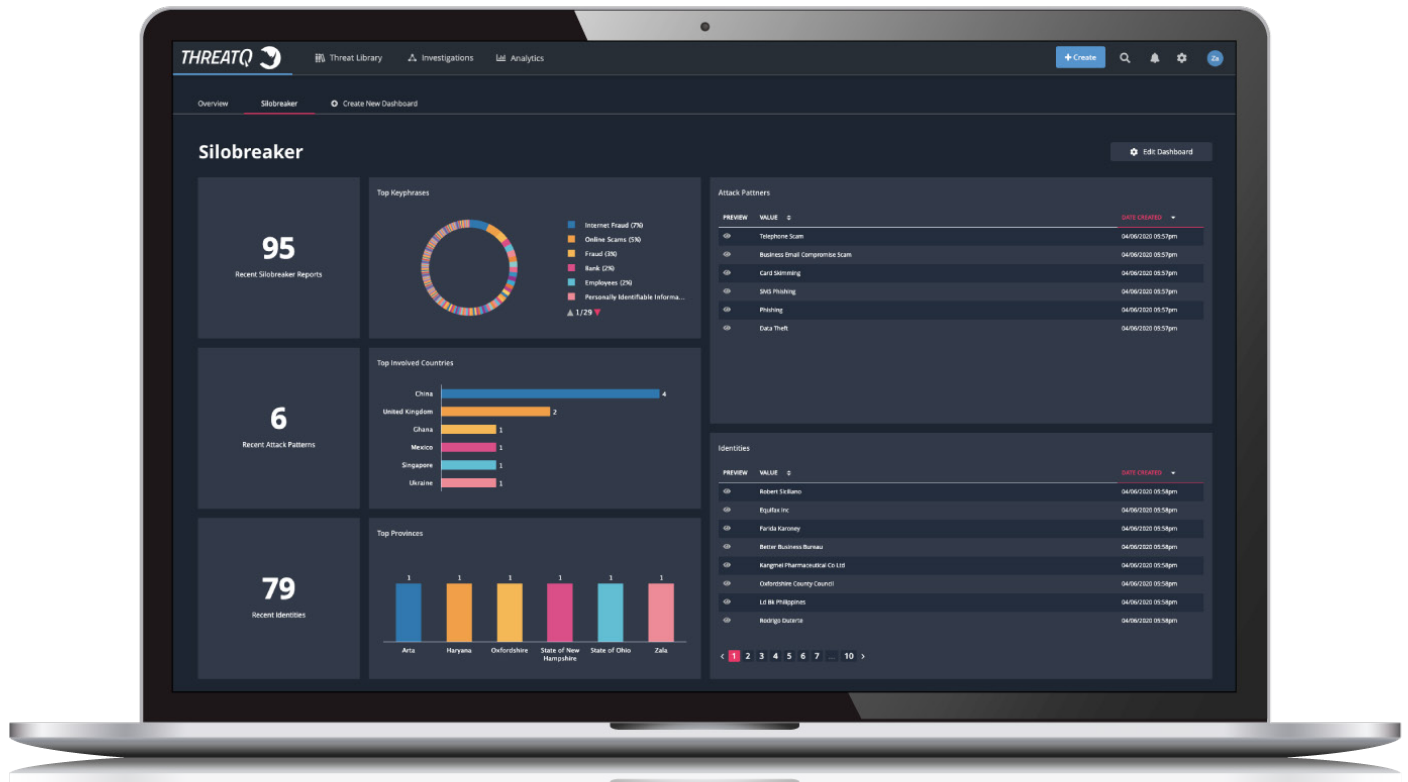 THREATQ
Threat Library
Investigations
Analytics
+ Create
Za
Overview
Silobreaker
Create New Dashboard
Silobreaker
Edit Dashboard
95
Recent Silobreaker Reports
Top Keyphrases
Internet Fraud (7%)
Online Scams (5%)
Fraud (3%)
Bank (2%)
Employees (2%)
Personally Identifiable Informa...
1/29
6
Recent Attack Patterns
Top Involved Countries
China 4
United Kingdom 2
Ghana 1
Mexico 1
Singapore 1
Ukraine 1
79
Recent Identities
Top Provinces
1 1 1 1 1 1
Arta Haryana Oxfordshire State of New Hampshire State of Ohio Zala
Attack Pattners
PREVIEW VALUE DATE CREATED
Telephone Scam 04/06/2020 05:57pm
Business Email Compromise Scam 04/06/2020 05:57pm
Card Skimming 04/06/2020 05:57pm
SMS Phishing 04/06/2020 05:57pm
Phishing 04/06/2020 05:57pm
Data Theft 04/06/2020 05:57pm
Identities
PREVIEW VALUE DATE CREATED
Robert Siciliano 04/06/2020 05:58pm
Equifax Inc 04/06/2020 05:58pm
Farida Karoney 04/06/2020 05:58pm
Better Business Bureau 04/06/2020 05:58pm
Kangmei Pharmaceutical Co Ltd 04/06/2020 05:58pm
Oxfordshire County Council 04/06/2020 05:58pm
Ld Bk Philippines 04/06/2020 05:58pm
Rodrigo Duterte 04/06/2020 05:58pm
< 1 2 3 4 5 6 7 ... 10 >